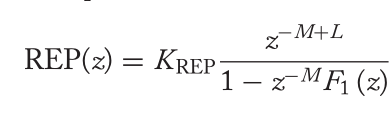 REP(z) = K_REP z^{-M+L} / (1 − z^{-M} F_1 (z))